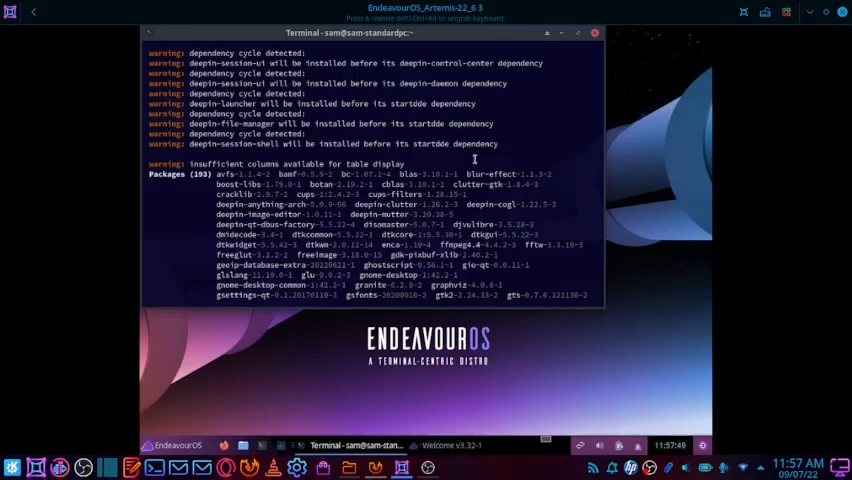 EndeavourOS_Artemis-22_6 3
Press & release (left) Ctrl+Alt to ungrab keyboard.
Terminal - sam@sam-standardpc:~
warning: dependency cycle detected:
warning: deepin-session-ui will be installed before its deepin-control-center dependency
warning: dependency cycle detected:
warning: deepin-session-ui will be installed before its deepin-daemon dependency
warning: dependency cycle detected:
warning: deepin-launcher will be installed before its startdde dependency
warning: dependency cycle detected:
warning: deepin-file-manager will be installed before its startdde dependency
warning: dependency cycle detected:
warning: deepin-session-shell will be installed before its startdde dependency
warning: insufficient columns available for table display
Packages (193) avfs-1.1.4-2 bamf-0.5.5-2 bc-1.07.1-4 blas-3.10.1-1 blur-effect-1.1.3-2
boost-libs-1.79.0-1 botan-2.19.2-1 cblas-3.10.1-1 clutter-gtk-1.8.4-3
cracklib-2.9.7-2 cups-1:2.4.2-3 cups-filters-1.28.15-1
deepin-anything-arch-5.0.9-96 deepin-clutter-1.26.2-3 deepin-cogl-1.22.5-3
deepin-image-editor-1.0.11-1 deepin-mutter-3.20.38-5
deepin-qt-dbus-factory-5.5.22-4 disomaster-5.0.7-1 djvulibre-3.5.28-3
dmidecode-3.4-1 dtkcommon-5.5.22-1 dtkcore-1:5.5.30-1 dtkgui-5.5.22-3
dtkwidget-5.5.42-3 dtkwm-2.0.12-14 enca-1.19-4 ffmpeg4.4-4.4.2-3 fftw-3.3.10-3
freeglut-3.2.2-2 freeimage-3.18.0-15 gdk-pixbuf-xlib-2.40.2-1
geoip-database-extra-20220621-1 ghostscript-9.56.1-1 gio-qt-0.0.11-1
glslang-11.10.0-1 glu-9.0.2-3 gnome-desktop-1:42.2-1
gnome-desktop-common-1:42.2-1 granite-6.2.0-2 graphviz-4.0.0-1
gsettings-qt-0.1.20170110-3 gsfonts-20200910-2 gtk2-2.24.33-2 gts-0.7.6.121130-2
ENDEAVOUROS
A TERMINAL-CENTRIC DISTRO
EndeavourOS
Terminal - sam@sam-stan...
Welcome v3.32-1
11:57:49
11:57 AM
09/07/22